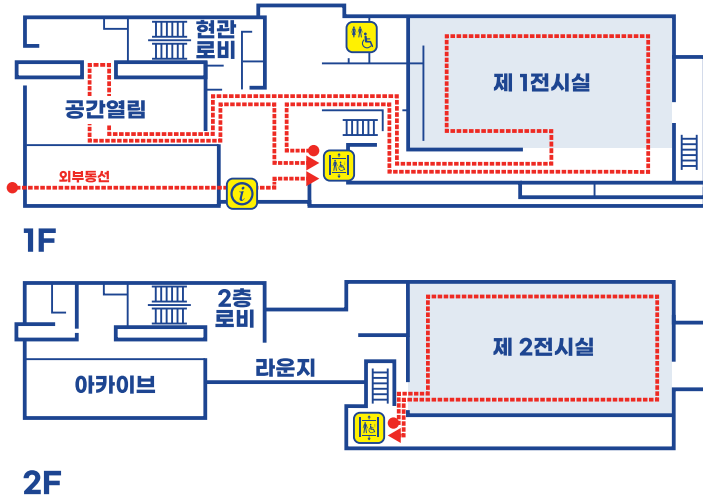 현관
로비
제 1전시실
공간열림
외부동선
i
1F
2층
로비
제 2전시실
라운지
아카이브
2F